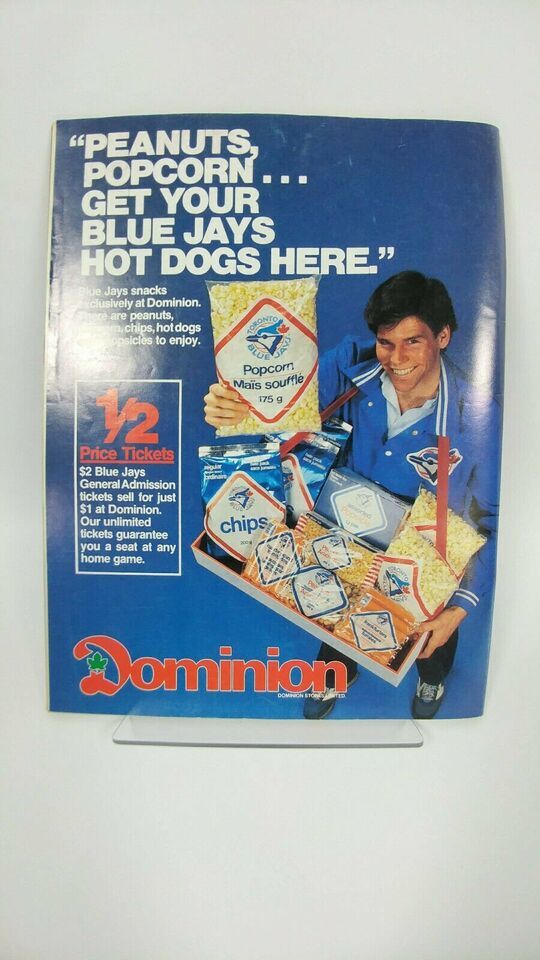 “PEANUTS,
POPCORN . . .
GET YOUR
BLUE JAYS
HOT DOGS HERE.”
Blue Jays snacks
exclusively at Dominion.
There are peanuts,
chips, hot dogs
to enjoy.
TORONTO
BLUE JAYS
Popcorn
Maïs soufflé
175 g
1/2
Price Tickets
$2 Blue Jays
General Admission
tickets sell for just
$1 at Dominion.
Our unlimited
tickets guarantee
you a seat at any
home game.
regular
chips
200 g
Dominion
DOMINION STORES LIMITED.